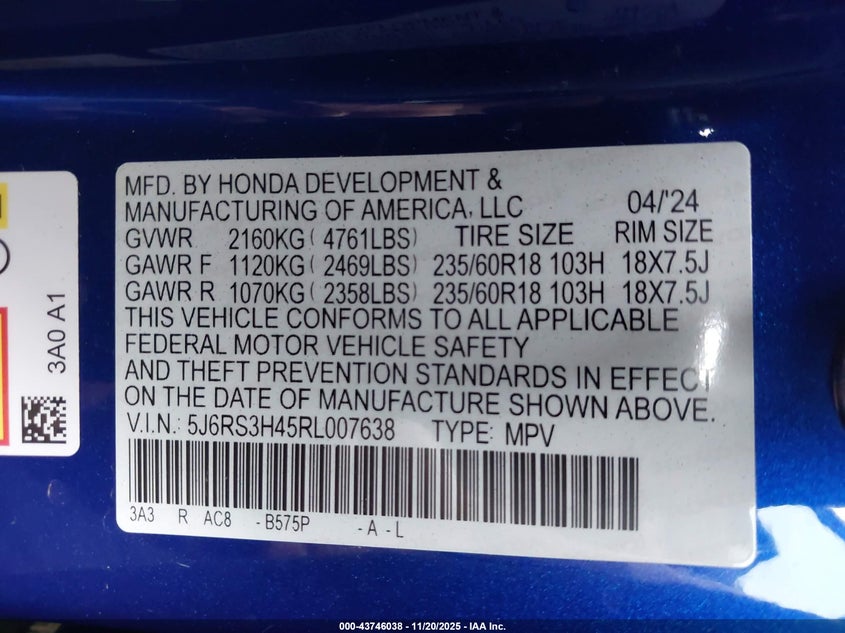 MFD. BY HONDA DEVELOPMENT &
MANUFACTURING OF AMERICA, LLC 04/'24
GVWR 2160KG ( 4761LBS) TIRE SIZE RIM SIZE
GAWR F 1120KG ( 2469LBS) 235/60R18 103H 18X7.5J
GAWR R 1070KG ( 2358LBS) 235/60R18 103H 18X7.5J
THIS VEHICLE CONFORMS TO ALL APPLICABLE
FEDERAL MOTOR VEHICLE SAFETY
AND THEFT PREVENTION STANDARDS IN EFFECT
ON THE DATE OF MANUFACTURE SHOWN ABOVE.
V.I.N.: 5J6RS3H45RL007638 TYPE: MPV
3A3 R AC8 -B575P -A -L
3A0 A1
000-43746038 - 11/20/2025 - IAA Inc.